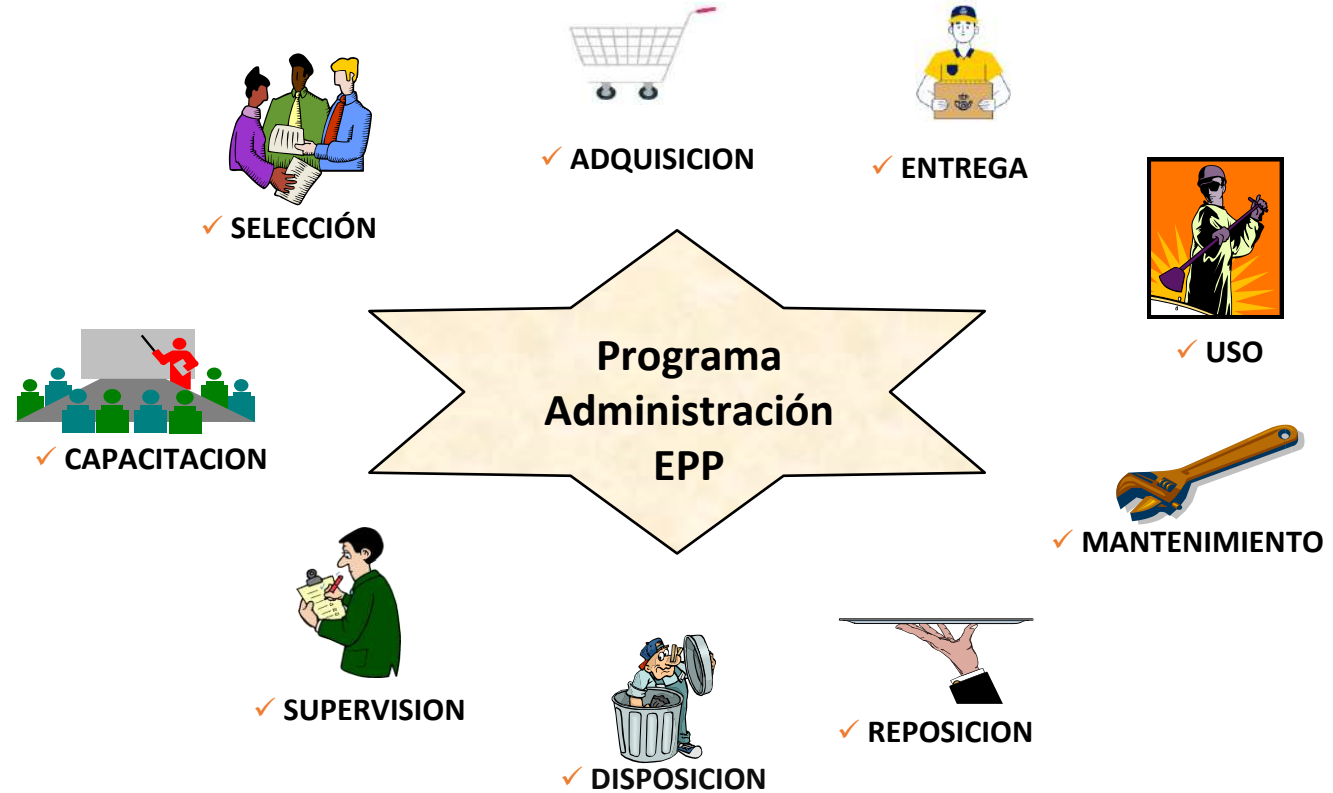 ✓ ADQUISICION
✓ ENTREGA
✓ SELECCIÓN
✓ USO
Programa
Administración
EPP
✓ CAPACITACION
✓ MANTENIMIENTO
✓ SUPERVISION
✓ REPOSICION
✓ DISPOSICION